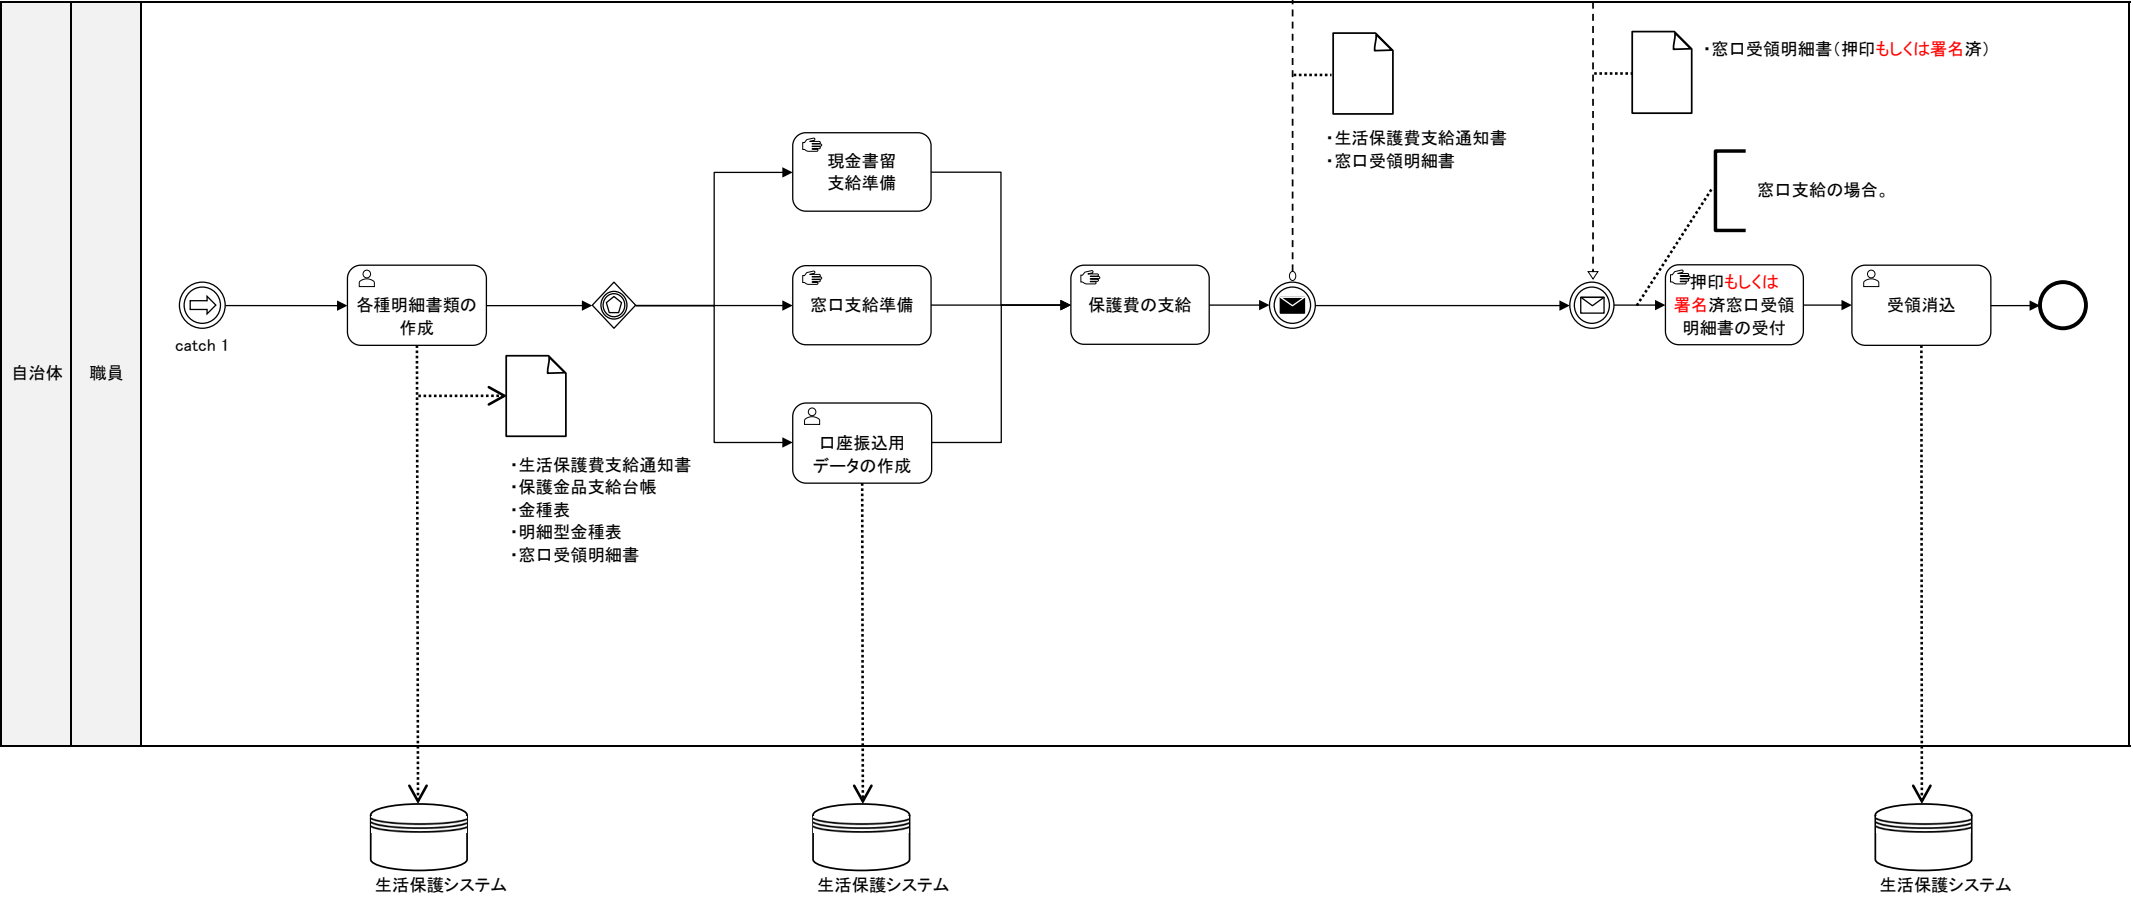 自治体
職員
catch 1
各種明細書類の
作成
・生活保護費支給通知書
・保護金品支給台帳
・金種表
・明細型金種表
・窓口受領明細書
現金書留
支給準備
窓口支給準備
口座振込用
データの作成
保護費の支給
・生活保護費支給通知書
・窓口受領明細書
・窓口受領明細書（押印もしくは署名済）
窓口支給の場合。
押印もしくは
署名済窓口受領
明細書の受付
受領消込
生活保護システム
生活保護システム
生活保護システム